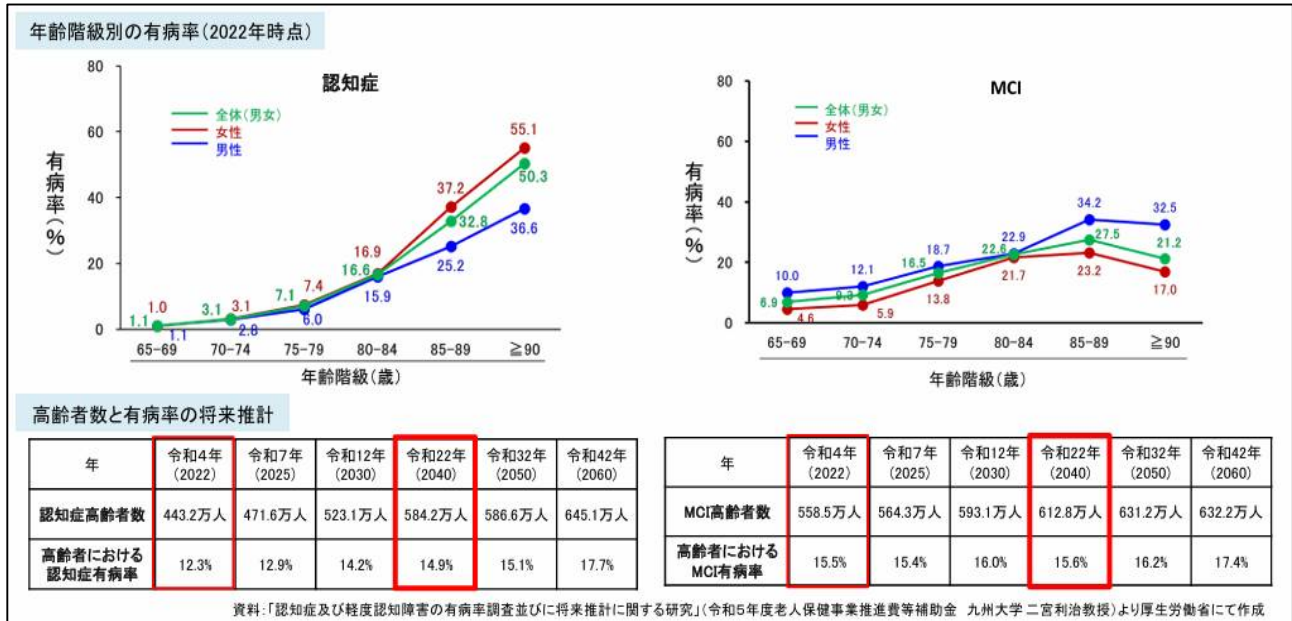 年齢階級別の有病率(2022年時点)
認知症
有病率(%)
80
60
40
20
0
全体(男女)
女性
男性
1.0
1.1
1.1
3.1
3.1
2.8
7.1
7.4
6.0
16.9
16.6
15.9
37.2
32.8
25.2
55.1
50.3
36.6
65-69 70-74 75-79 80-84 85-89 ≧90
年齢階級(歳)
MCI
有病率(%)
80
60
40
20
0
全体(男女)
女性
男性
10.0
6.9
4.6
12.1
9.3
5.9
18.7
16.5
13.8
22.9
22.6
21.7
34.2
27.5
23.2
32.5
21.2
17.0
65-69 70-74 75-79 80-84 85-89 ≧90
年齢階級(歳)
高齢者数と有病率の将来推計
年 令和4年 令和7年 令和12年 令和22年 令和32年 令和42年
(2022) (2025) (2030) (2040) (2050) (2060)
認知症高齢者数 443.2万人 471.6万人 523.1万人 584.2万人 586.6万人 645.1万人
高齢者における
認知症有病率 12.3% 12.9% 14.2% 14.9% 15.1% 17.7%
年 令和4年 令和7年 令和12年 令和22年 令和32年 令和42年
(2022) (2025) (2030) (2040) (2050) (2060)
MCI高齢者数 558.5万人 564.3万人 593.1万人 612.8万人 631.2万人 632.2万人
高齢者における
MCI有病率 15.5% 15.4% 16.0% 15.6% 16.2% 17.4%
資料:「認知症及び軽度認知障害の有病率調査並びに将来推計に関する研究」(令和5年度老人保健事業推進費等補助金 九州大学 二宮利治教授)より厚生労働省にて作成